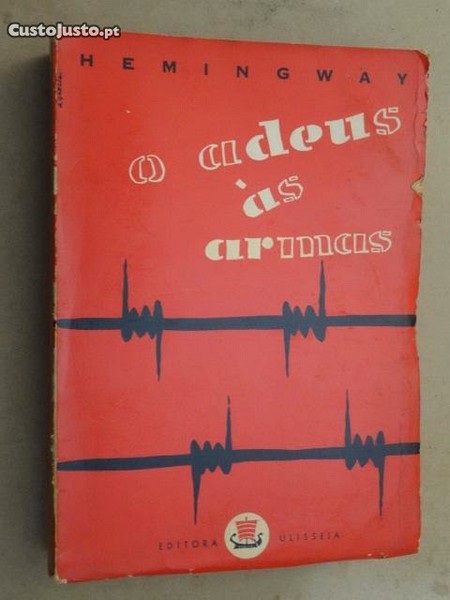 CustoJusto.pt
HEMINGWAY
o adeus
às
armas
EDITORA ULISSEIA